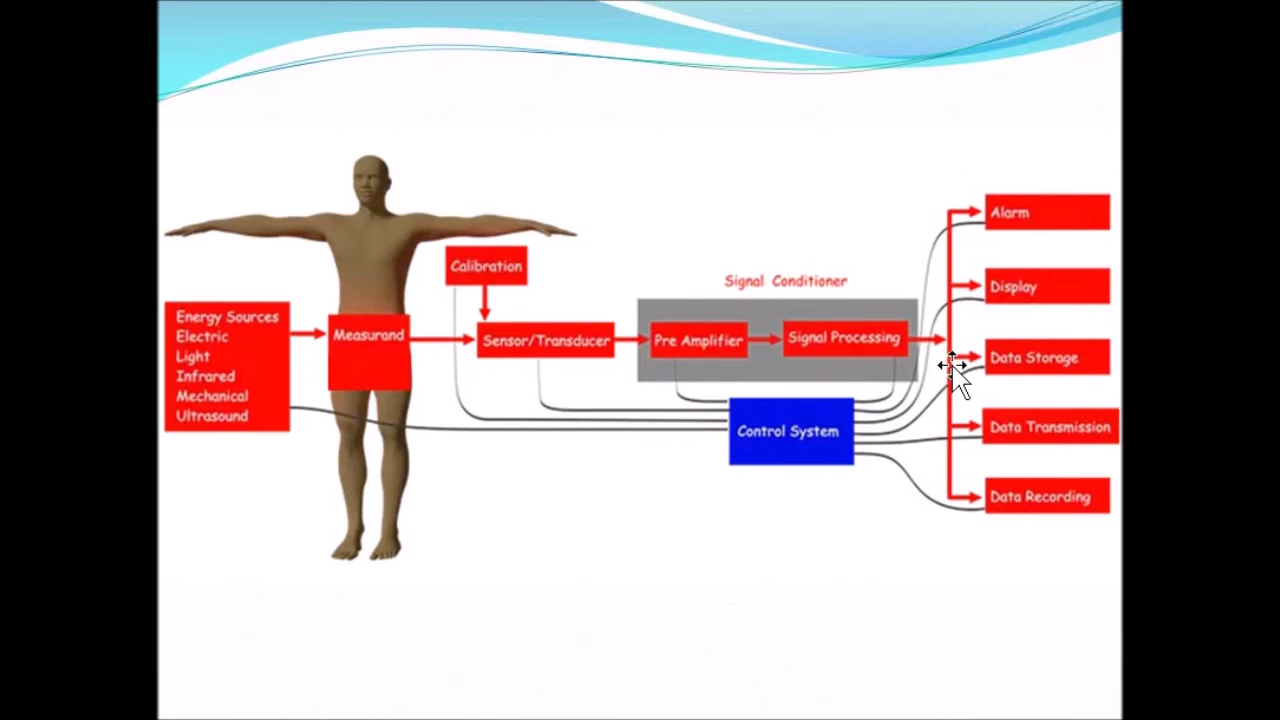 Energy Sources
Electric
Light
Infrared
Mechanical
Ultrasound
Measurand
Calibration
Sensor/Transducer
Signal Conditioner
Pre Amplifier
Signal Processing
Control System
Alarm
Display
Data Storage
Data Transmission
Data Recording